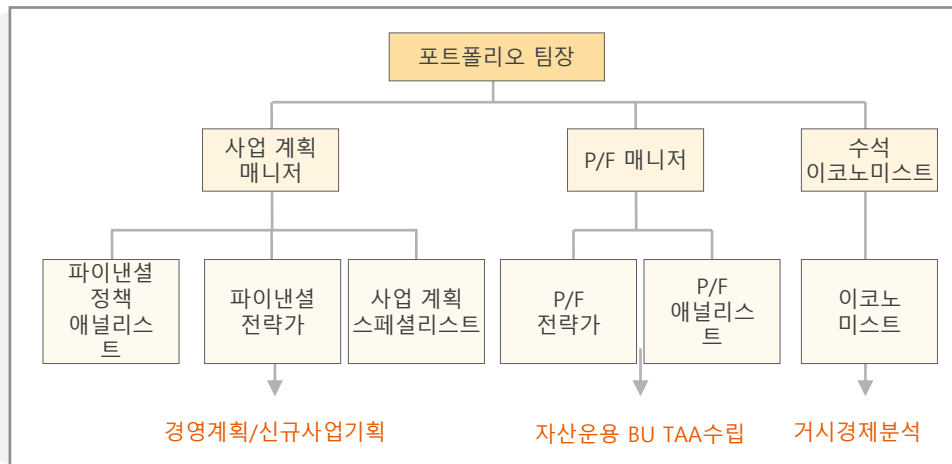 포트폴리오 팀장
사업 계획
매니저
P/F 매니저
수석
이코노미스트
파이낸셜
정책
애널리스
트
파이낸셜
전략가
사업 계획
스페셜리스트
P/F
전략가
P/F
애널리스
트
이코노
미스트
경영계획/신규사업기획
자산운용 BU TAA수립
거시경제분석